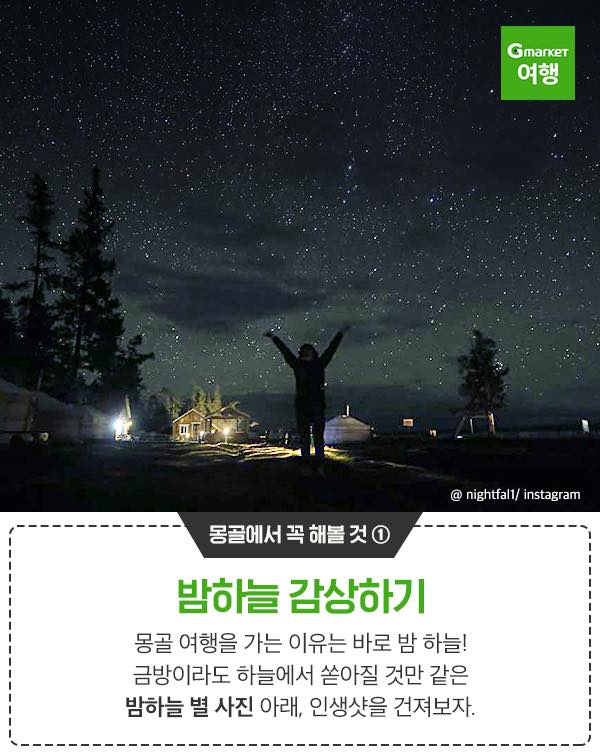 Gmarket
여행
@ nightfal1/ instagram
몽골에서 꼭 해볼 것 ①
밤하늘 감상하기
몽골 여행을 가는 이유는 바로 밤 하늘!
금방이라도 하늘에서 쏟아질 것만 같은
밤하늘 별 사진 아래, 인생샷을 건져보자.